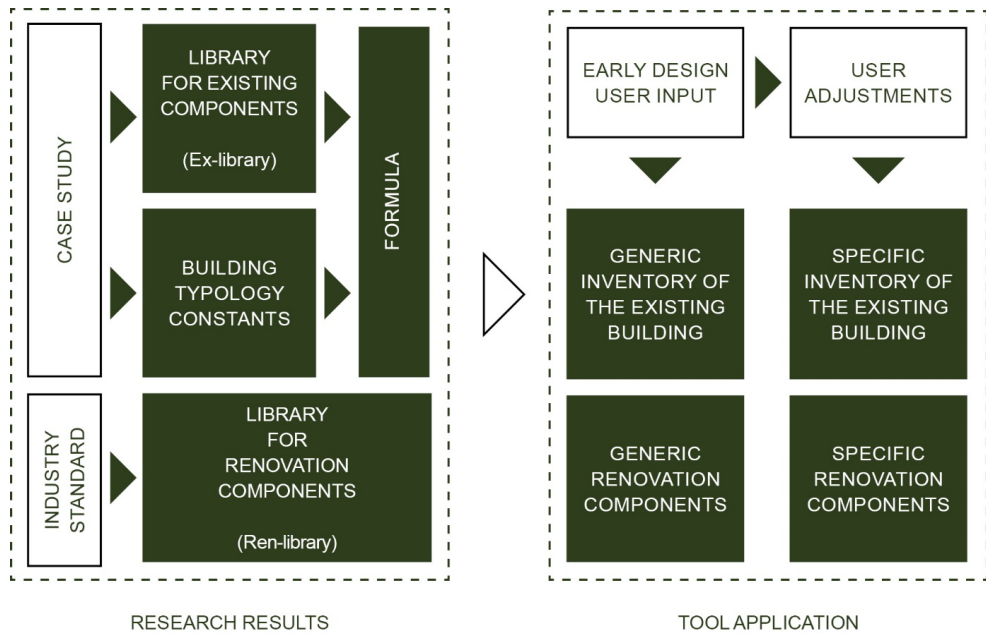 CASE STUDY
LIBRARY
FOR EXISTING
COMPONENTS
(Ex-library)
BUILDING
TYPOLOGY
CONSTANTS
FORMULA
INDUSTRY
STANDARD
LIBRARY
FOR
RENOVATION
COMPONENTS
(Ren-library)
RESEARCH RESULTS
EARLY DESIGN
USER INPUT
USER
ADJUSTMENTS
GENERIC
INVENTORY OF
THE EXISTING
BUILDING
SPECIFIC
INVENTORY OF
THE EXISTING
BUILDING
GENERIC
RENOVATION
COMPONENTS
SPECIFIC
RENOVATION
COMPONENTS
TOOL APPLICATION